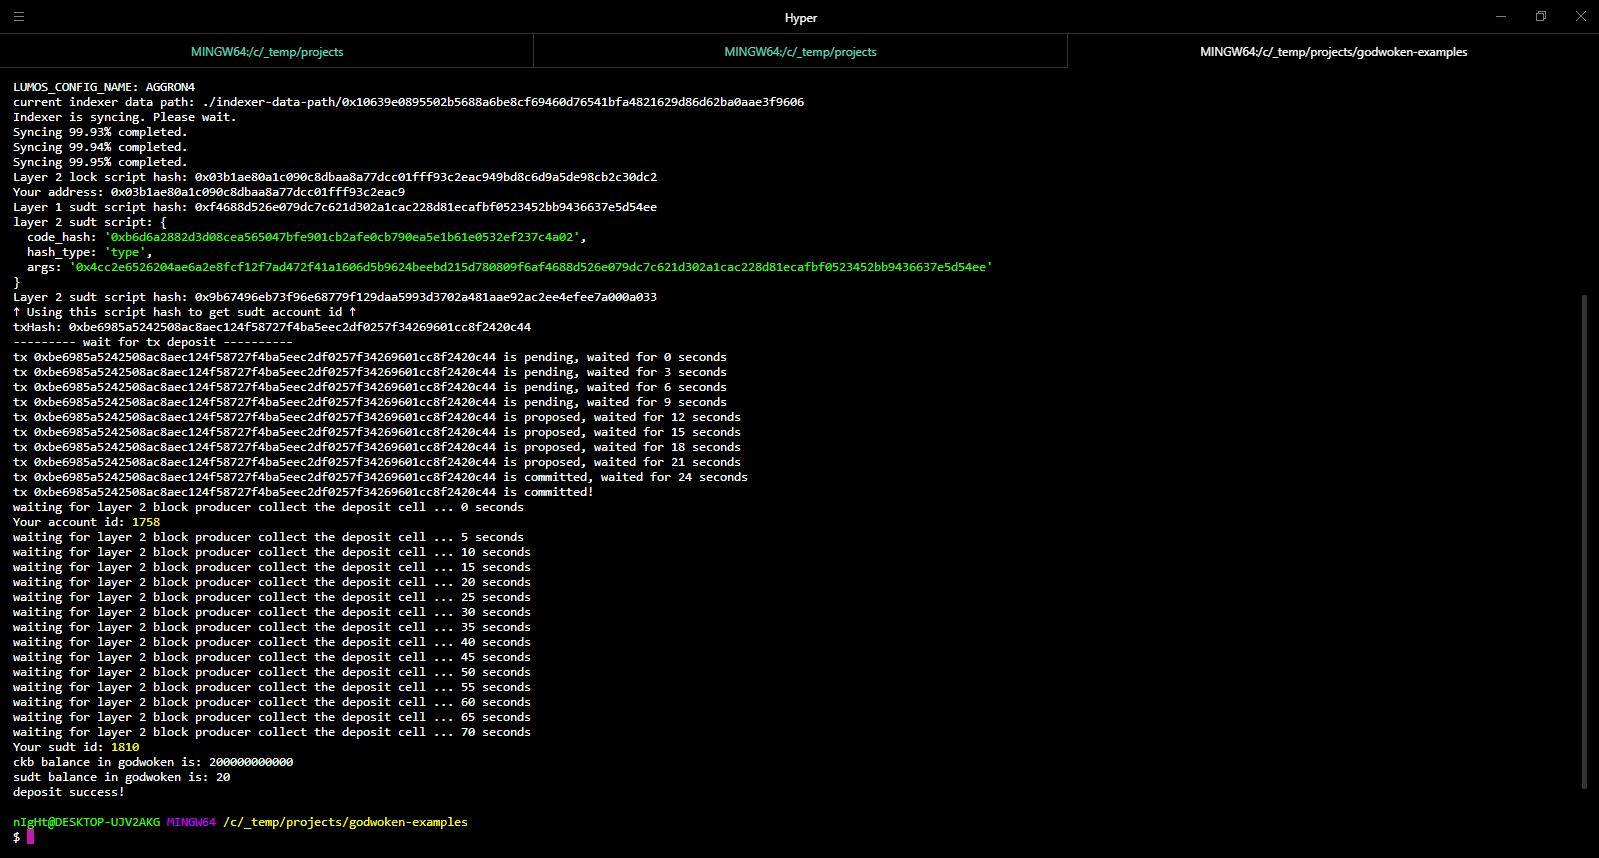 Hyper
MINGW64:/c/_temp/projects
MINGW64:/c/_temp/projects
MINGW64:/c/_temp/projects/godwoken-examples
LUMOS_CONFIG_NAME: AGGRON4
current indexer data path: ./indexer-data-path/0x10639e0895502b5688a6be8cf69460d76541bfa4821629d86d62ba0aae3f9606
Indexer is syncing. Please wait.
Syncing 99.93% completed.
Syncing 99.94% completed.
Syncing 99.95% completed.
Layer 2 lock script hash: 0x03b1ae80a1c090c8dbaa8a77dcc01fff93c2eac949bd8c6d9a5de98cb2c30dc2
Your address: 0x03b1ae80a1c090c8dbaa8a77dcc01fff93c2eac9
Layer 1 sudt script hash: 0xf4688d526e079dc7c621d302a1cac228d81ecafbf0523452bb9436637e5d54ee
layer 2 sudt script: {
  code_hash: '0xb6d6a2882d3d08cea565047bfe901cb2afe0cb790ea5e1b61e0532ef237c4a02',
  hash_type: 'type',
  args: '0x4cc2e6526204ae6a2e8fcf12f7ad472f41a1606d5b9624beebd215d780809f6af4688d526e079dc7c621d302a1cac228d81ecafbf0523452bb9436637e5d54ee'
}
Layer 2 sudt script hash: 0x9b67496eb73f96e68779f129daa5993d3702a481aae92ac2ee4efee7a000a033
↑ Using this script hash to get sudt account id ↑
txHash: 0xbe6985a5242508ac8aec124f58727f4ba5eec2df0257f34269601cc8f2420c44
--------- wait for tx deposit ----------
tx 0xbe6985a5242508ac8aec124f58727f4ba5eec2df0257f34269601cc8f2420c44 is pending, waited for 0 seconds
tx 0xbe6985a5242508ac8aec124f58727f4ba5eec2df0257f34269601cc8f2420c44 is pending, waited for 3 seconds
tx 0xbe6985a5242508ac8aec124f58727f4ba5eec2df0257f34269601cc8f2420c44 is pending, waited for 6 seconds
tx 0xbe6985a5242508ac8aec124f58727f4ba5eec2df0257f34269601cc8f2420c44 is pending, waited for 9 seconds
tx 0xbe6985a5242508ac8aec124f58727f4ba5eec2df0257f34269601cc8f2420c44 is proposed, waited for 12 seconds
tx 0xbe6985a5242508ac8aec124f58727f4ba5eec2df0257f34269601cc8f2420c44 is proposed, waited for 15 seconds
tx 0xbe6985a5242508ac8aec124f58727f4ba5eec2df0257f34269601cc8f2420c44 is proposed, waited for 18 seconds
tx 0xbe6985a5242508ac8aec124f58727f4ba5eec2df0257f34269601cc8f2420c44 is proposed, waited for 21 seconds
tx 0xbe6985a5242508ac8aec124f58727f4ba5eec2df0257f34269601cc8f2420c44 is committed, waited for 24 seconds
tx 0xbe6985a5242508ac8aec124f58727f4ba5eec2df0257f34269601cc8f2420c44 is committed!
waiting for layer 2 block producer collect the deposit cell ... 0 seconds
Your account id: 1758
waiting for layer 2 block producer collect the deposit cell ... 5 seconds
waiting for layer 2 block producer collect the deposit cell ... 10 seconds
waiting for layer 2 block producer collect the deposit cell ... 15 seconds
waiting for layer 2 block producer collect the deposit cell ... 20 seconds
waiting for layer 2 block producer collect the deposit cell ... 25 seconds
waiting for layer 2 block producer collect the deposit cell ... 30 seconds
waiting for layer 2 block producer collect the deposit cell ... 35 seconds
waiting for layer 2 block producer collect the deposit cell ... 40 seconds
waiting for layer 2 block producer collect the deposit cell ... 45 seconds
waiting for layer 2 block producer collect the deposit cell ... 50 seconds
waiting for layer 2 block producer collect the deposit cell ... 55 seconds
waiting for layer 2 block producer collect the deposit cell ... 60 seconds
waiting for layer 2 block producer collect the deposit cell ... 65 seconds
waiting for layer 2 block producer collect the deposit cell ... 70 seconds
Your sudt id: 1810
ckb balance in godwoken is: 200000000000
sudt balance in godwoken is: 20
deposit success!
nIgHt@DESKTOP-UJV2AKG MINGW64 /c/_temp/projects/godwoken-examples
$